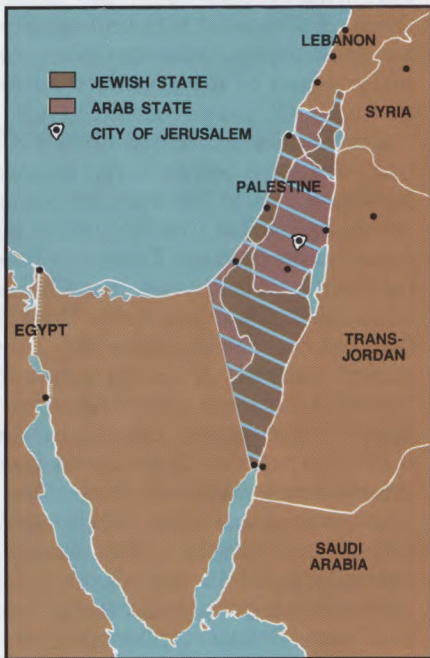 LEBANON
JEWISH STATE
ARAB STATE
CITY OF JERUSALEM
SYRIA
PALESTINE
EGYPT
TRANS-
JORDAN
SAUDI
ARABIA